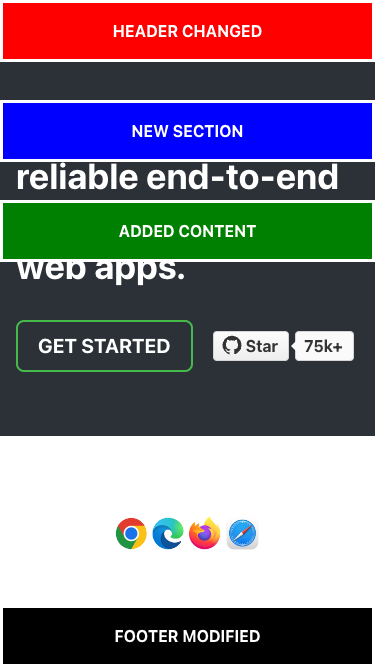 HEADER CHANGED
NEW SECTION
reliable end-to-end
ADDED CONTENT
web apps.
GET STARTED
Star
75k+
FOOTER MODIFIED